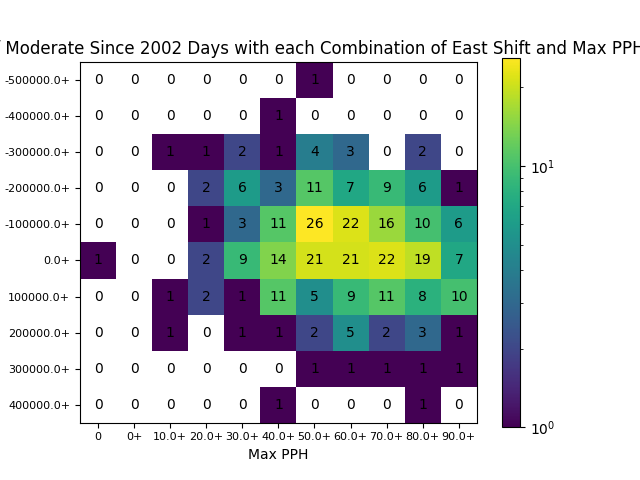 Moderate Since 2002 Days with each Combination of East Shift and Max PPH
-500000.0+ 0 0 0 0 0 0 1 0 0 0 0
-400000.0+ 0 0 0 0 0 1 0 0 0 0 0
-300000.0+ 0 0 1 1 2 1 4 3 0 2 0
-200000.0+ 0 0 0 2 6 3 11 7 9 6 1
-100000.0+ 0 0 0 1 3 11 26 22 16 10 6
0.0+ 1 0 0 2 9 14 21 21 22 19 7
100000.0+ 0 0 1 2 1 11 5 9 11 8 10
200000.0+ 0 0 1 0 1 1 2 5 2 3 1
300000.0+ 0 0 0 0 0 0 1 1 1 1 1
400000.0+ 0 0 0 0 0 1 0 0 0 1 0
0 0+ 10.0+ 20.0+ 30.0+ 40.0+ 50.0+ 60.0+ 70.0+ 80.0+ 90.0+
Max PPH
10^1
10^0